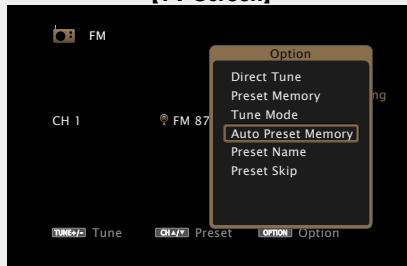 [TV Screen]
FM
Option
Direct Tune
Preset Memory
ng
Tune Mode
CH 1
FM 87
Auto Preset Memory
Preset Name
Preset Skip
TUNE+/- Tune
CH▲/▼ Preset
OPTION Option